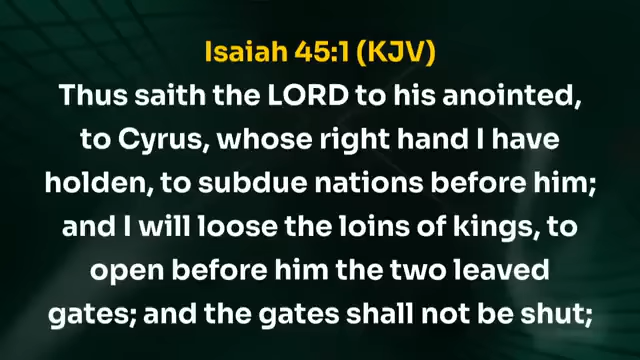 Isaiah 45:1 (KJV)
Thus saith the LORD to his anointed,
to Cyrus, whose right hand I have
holden, to subdue nations before him;
and I will loose the loins of kings, to
open before him the two leaved
gates; and the gates shall not be shut;